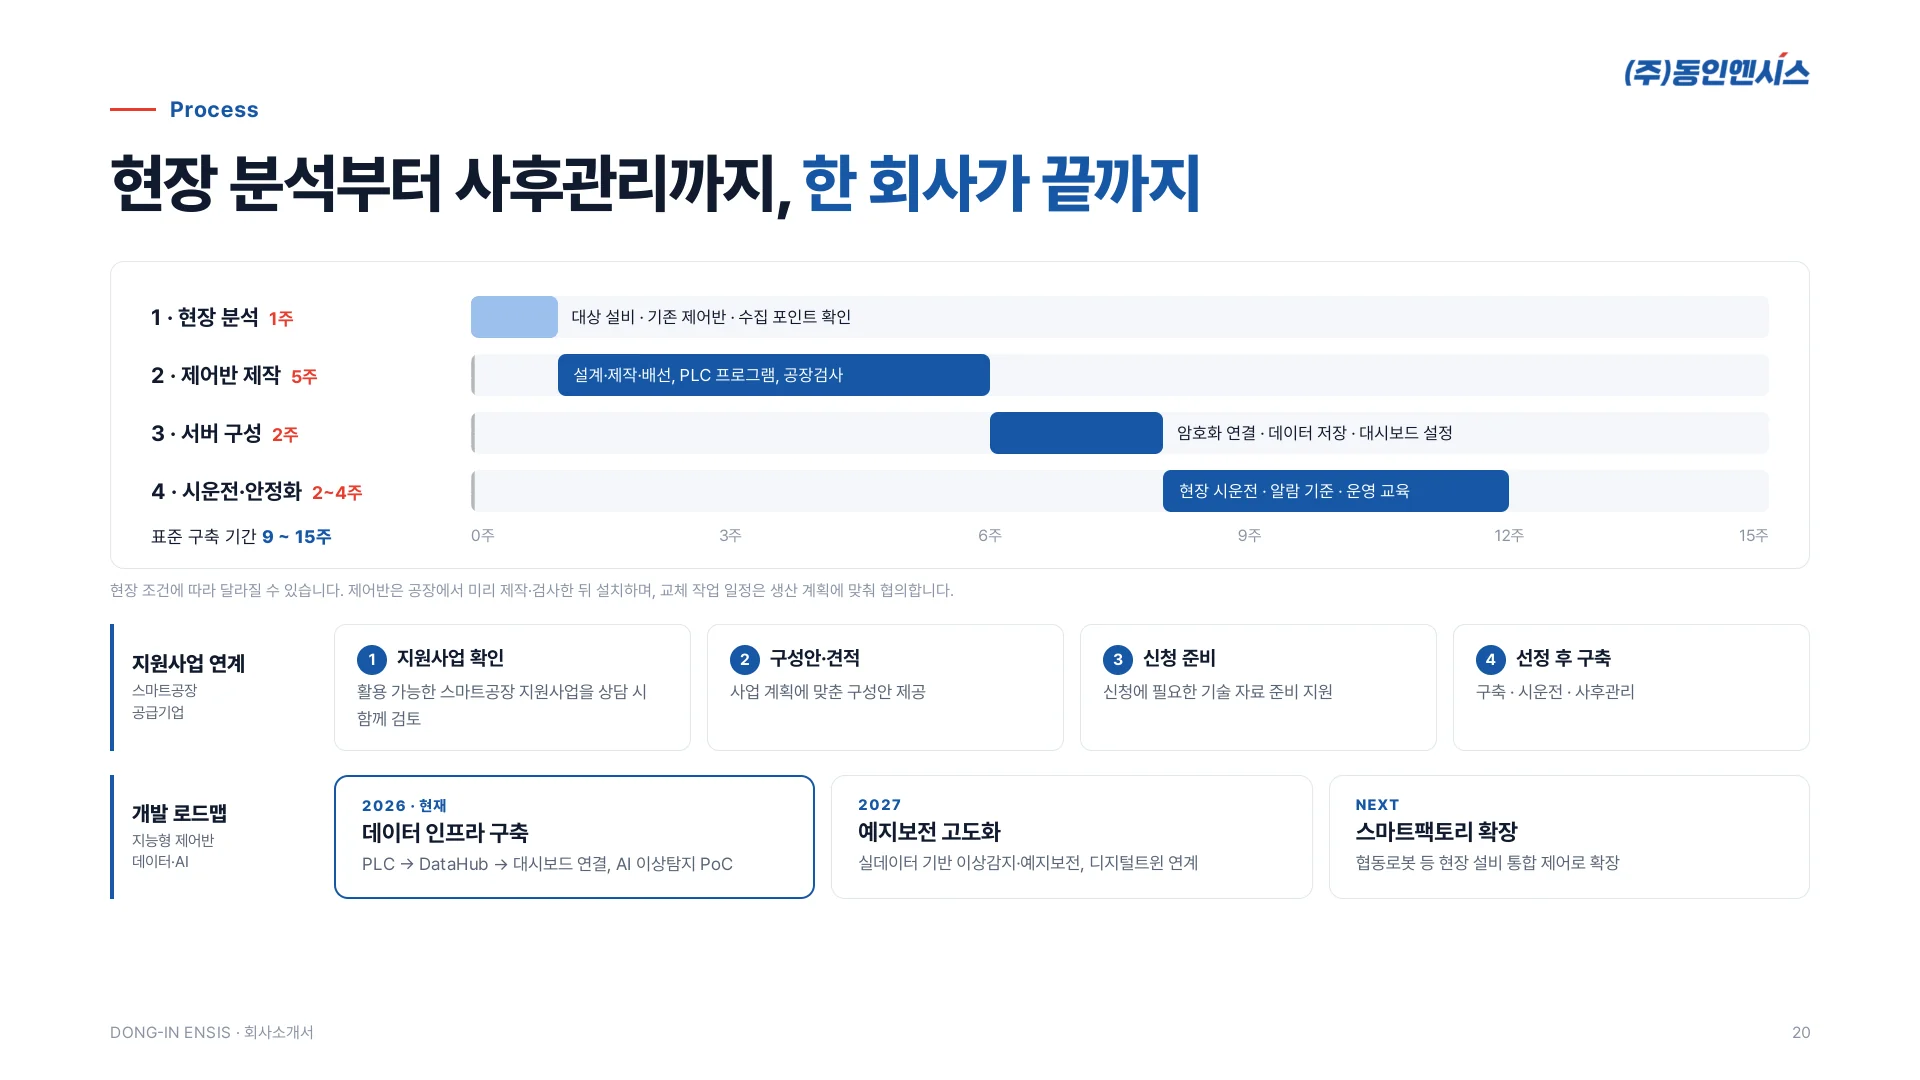 (주)동인엔시스
Process
현장 분석부터 사후관리까지, 한 회사가 끝까지
1 · 현장 분석 1주
대상 설비 · 기존 제어반 · 수집 포인트 확인
2 · 제어반 제작 5주
설계·제작·배선, PLC 프로그램, 공장검사
3 · 서버 구성 2주
암호화 연결 · 데이터 저장 · 대시보드 설정
4 · 시운전·안정화 2~4주
현장 시운전 · 알람 기준 · 운영 교육
표준 구축 기간 9 ~ 15주
0주 3주 6주 9주 12주 15주
현장 조건에 따라 달라질 수 있습니다. 제어반은 공장에서 미리 제작·검사한 뒤 설치하며, 교체 작업 일정은 생산 계획에 맞춰 협의합니다.
지원사업 연계
스마트공장
공급기업
1 지원사업 확인
활용 가능한 스마트공장 지원사업을 상담 시
함께 검토
2 구성안·견적
사업 계획에 맞춘 구성안 제공
3 신청 준비
신청에 필요한 기술 자료 준비 지원
4 선정 후 구축
구축 · 시운전 · 사후관리
개발 로드맵
지능형 제어반
데이터·AI
2026 · 현재
데이터 인프라 구축
PLC → DataHub → 대시보드 연결, AI 이상탐지 PoC
2027
예지보전 고도화
실데이터 기반 이상감지·예지보전, 디지털트윈 연계
NEXT
스마트팩토리 확장
협동로봇 등 현장 설비 통합 제어로 확장
DONG-IN ENSIS · 회사소개서
20